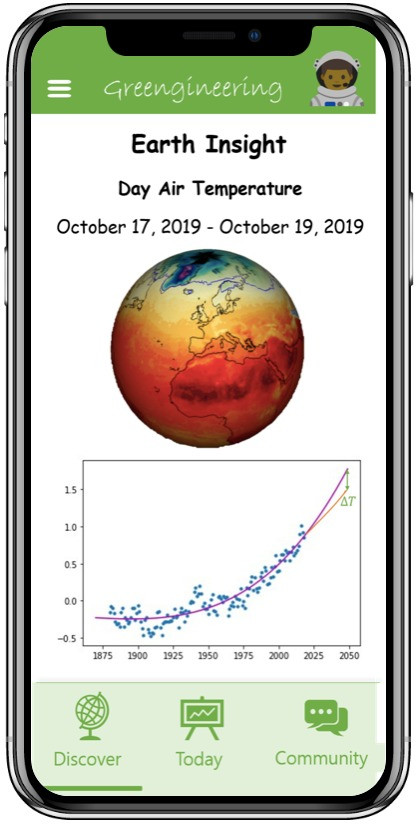 Greengineering
Earth Insight
Day Air Temperature
October 17, 2019 - October 19, 2019
1.5
1.0
0.5
0.0
−0.5
ΔT
1875 1900 1925 1950 1975 2000 2025 2050
Discover Today Community